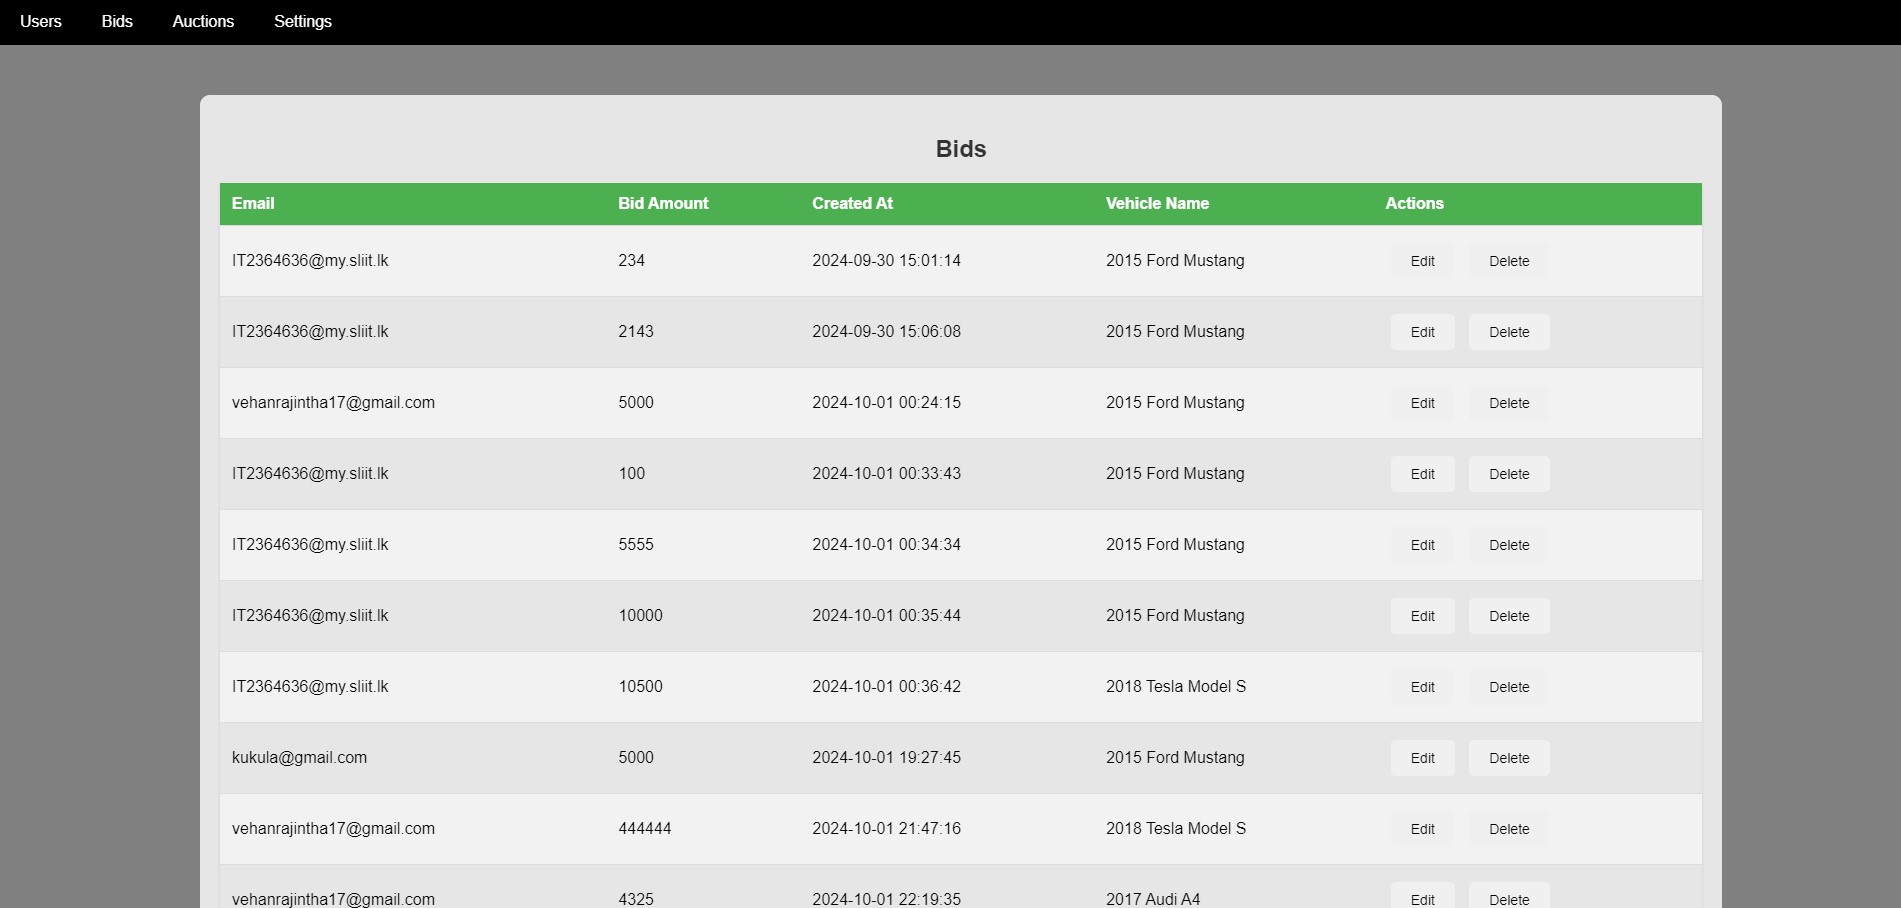 Users Bids Auctions Settings
Bids
Email Bid Amount Created At Vehicle Name Actions
IT2364636@my.sliit.lk 234 2024-09-30 15:01:14 2015 Ford Mustang Edit Delete
IT2364636@my.sliit.lk 2143 2024-09-30 15:06:08 2015 Ford Mustang Edit Delete
vehanrajintha17@gmail.com 5000 2024-10-01 00:24:15 2015 Ford Mustang Edit Delete
IT2364636@my.sliit.lk 100 2024-10-01 00:33:43 2015 Ford Mustang Edit Delete
IT2364636@my.sliit.lk 5555 2024-10-01 00:34:34 2015 Ford Mustang Edit Delete
IT2364636@my.sliit.lk 10000 2024-10-01 00:35:44 2015 Ford Mustang Edit Delete
IT2364636@my.sliit.lk 10500 2024-10-01 00:36:42 2018 Tesla Model S Edit Delete
kukula@gmail.com 5000 2024-10-01 19:27:45 2015 Ford Mustang Edit Delete
vehanrajintha17@gmail.com 444444 2024-10-01 21:47:16 2018 Tesla Model S Edit Delete
vehanrajintha17@gmail.com 4325 2024-10-01 22:19:35 2017 Audi A4 Edit Delete